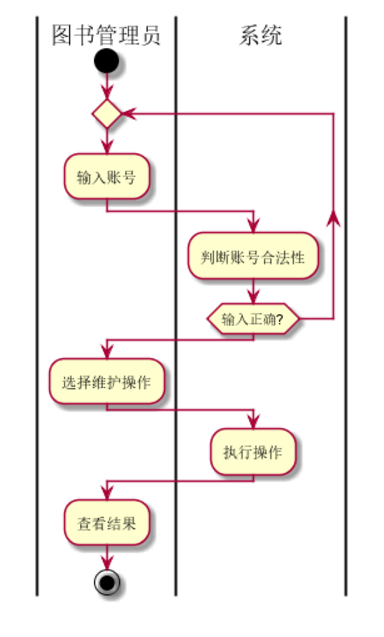 图书管理员
系统
输入账号
判断账号合法性
输入正确?
选择维护操作
执行操作
查看结果